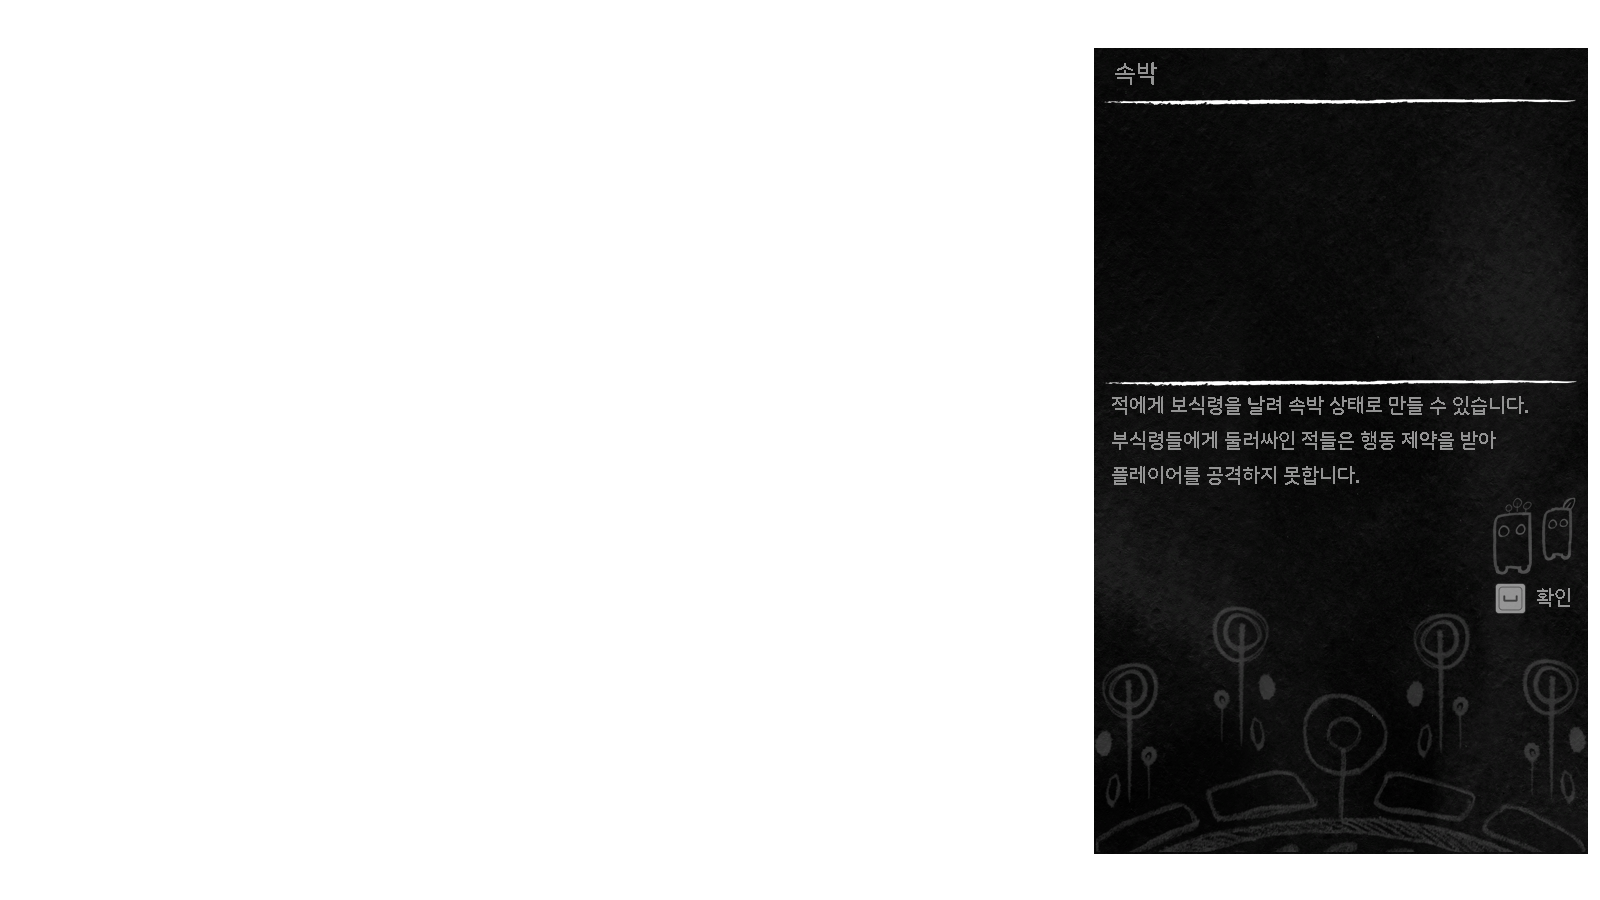 속박
적에게 보식령을 날려 속박 상태로 만들 수 있습니다.
부식령들에게 둘러싸인 적들은 행동 제약을 받아
플레이어를 공격하지 못합니다.
확인